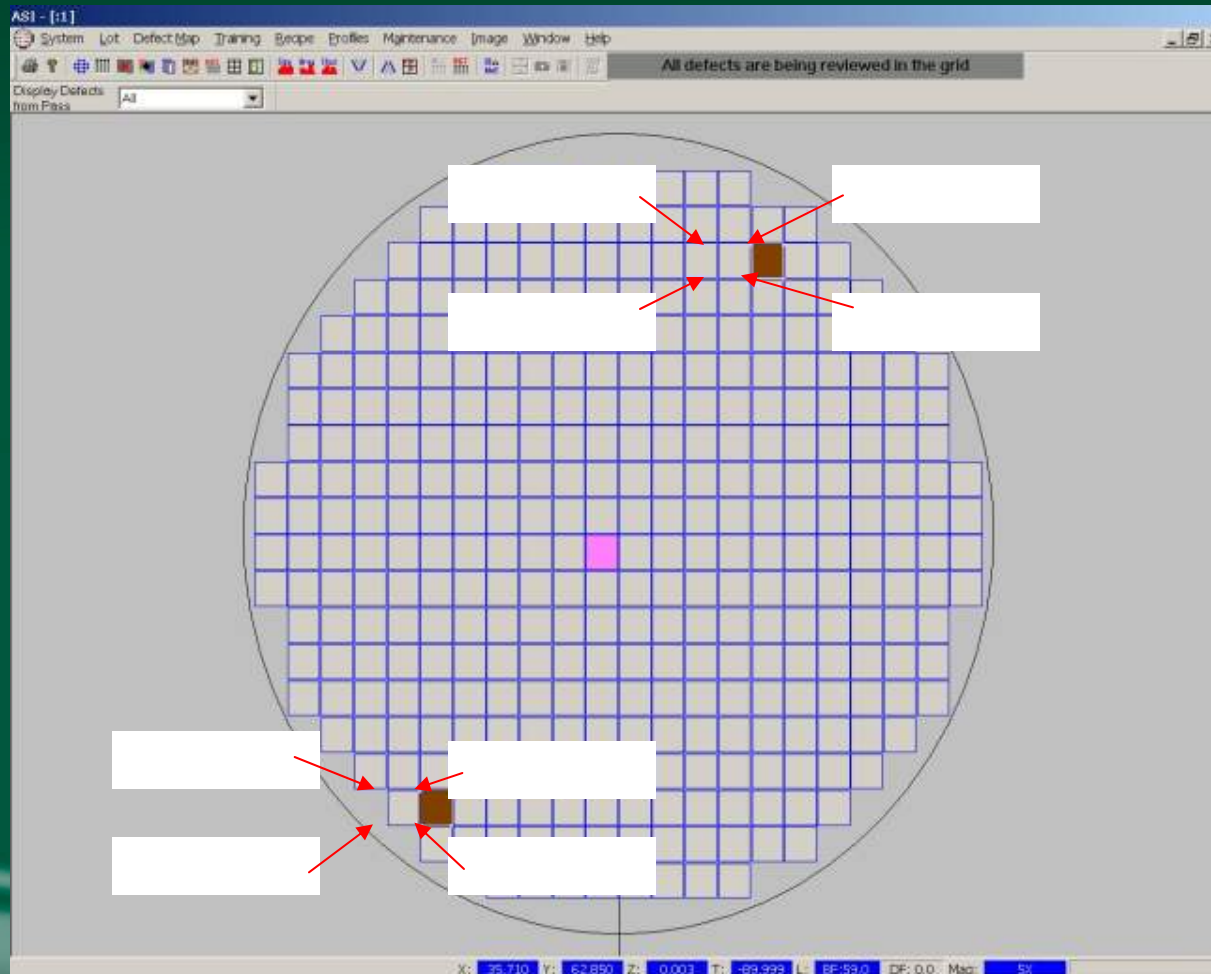 ASI - [:1]
System Lot Defect Map Training Recipe Profiles Maintenance Image Window Help
All defects are being reviewed in the grid
Display Defects
from Pass
All
X: 35.710 Y: 62.850 Z: 0.003 T: -89.999 L: BF:59.0 DF: 0.0 Mag: 5X